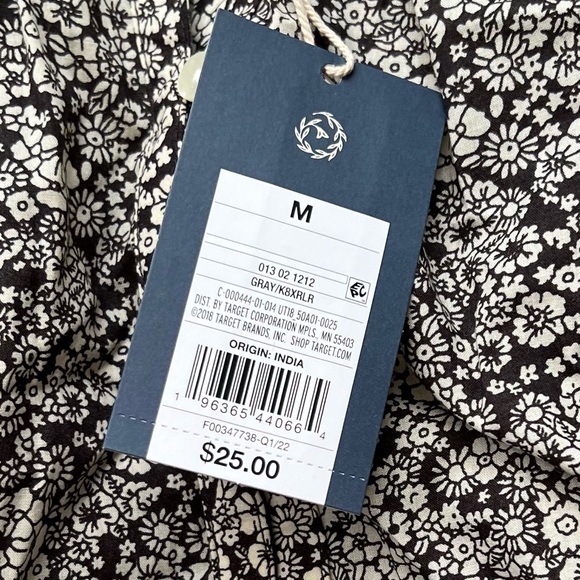 M
013 02 1212
GRAY/K8XRLR
C-000444-01-014 UT18_50A01-0025
DIST. BY TARGET CORPORATION MPLS, MN 55403
©2018 TARGET BRANDS, INC. SHOP TARGET.COM
ORIGIN: INDIA
1 96365 44066 4
F00347738-Q1/22
$25.00